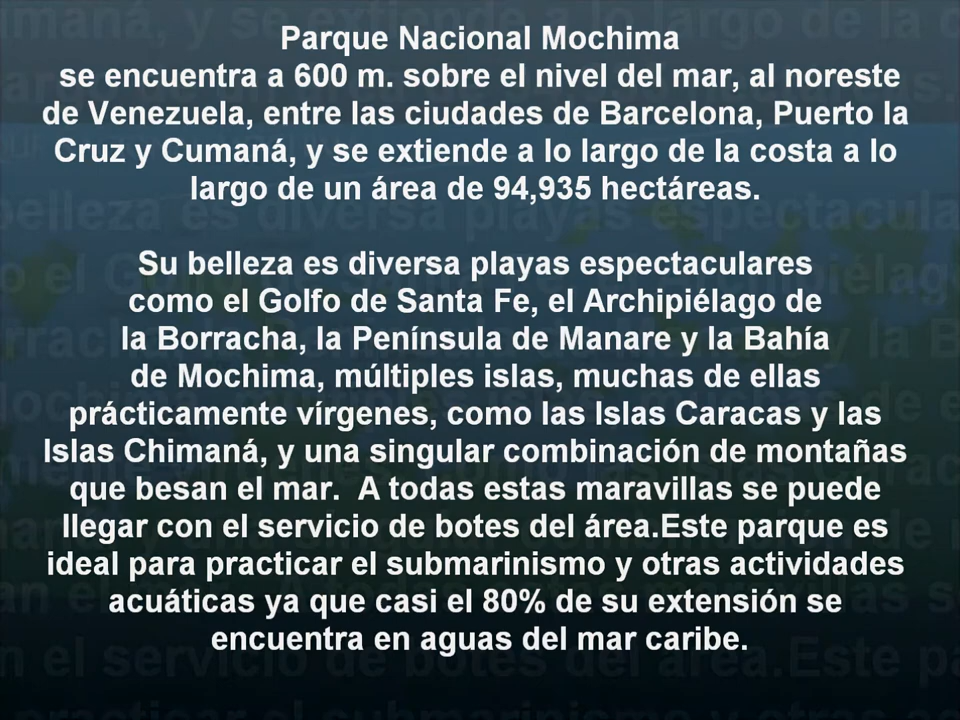 Parque Nacional Mochima
se encuentra a 600 m. sobre el nivel del mar, al noreste
de Venezuela, entre las ciudades de Barcelona, Puerto la
Cruz y Cumaná, y se extiende a lo largo de la costa a lo
largo de un área de 94,935 hectáreas.
Su belleza es diversa playas espectaculares
como el Golfo de Santa Fe, el Archipiélago de
la Borracha, la Península de Manare y la Bahía
de Mochima, múltiples islas, muchas de ellas
prácticamente vírgenes, como las Islas Caracas y las
Islas Chimaná, y una singular combinación de montañas
que besan el mar.  A todas estas maravillas se puede
llegar con el servicio de botes del área.Este parque es
ideal para practicar el submarinismo y otras actividades
acuáticas ya que casi el 80% de su extensión se
encuentra en aguas del mar caribe.